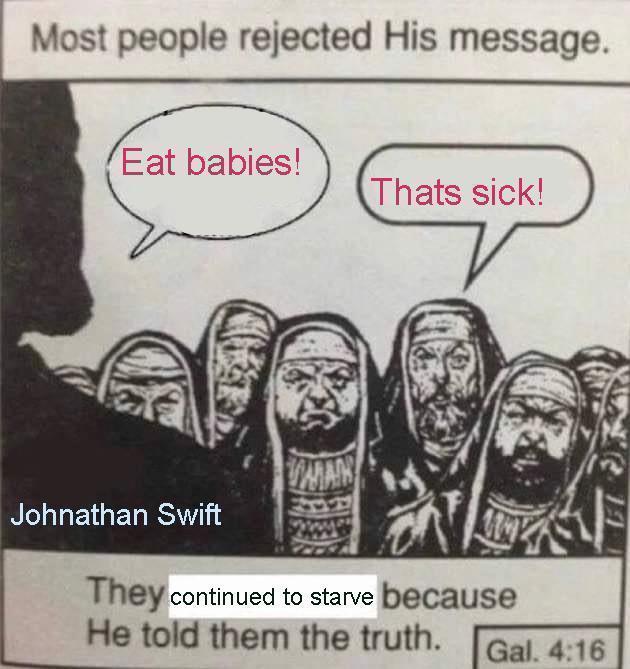 Most people rejected His message.
Eat babies!
Thats sick!
Johnathan Swift
They continued to starve because
He told them the truth.
Gal. 4:16